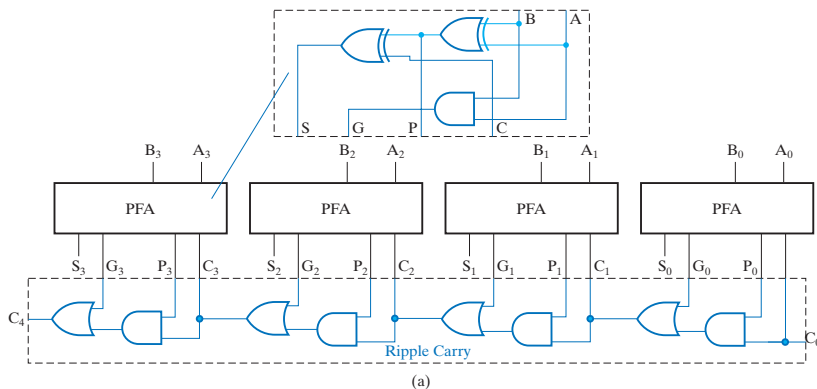 B A
S G P C
B3 A3 B2 A2 B1 A1 B0 A0
PFA PFA PFA PFA
S3 G3 P3 C3 S2 G2 P2 C2 S1 G1 P1 C1 S0 G0 P0
C4
Ripple Carry
(a)